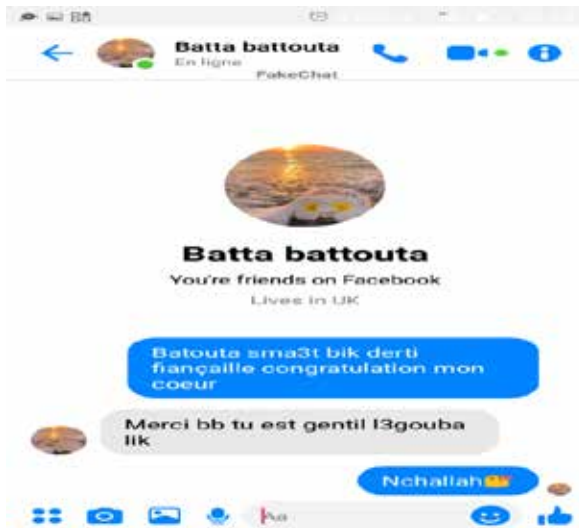 Batta battouta
En ligne
FakeChat
Batta battouta
You're friends on Facebook
Lives in UK
Batouta sma3t bik derti
fiançaille congratulation mon
coeur
Merci bb tu est gentil l3gouba
lik
Nchallah
Aa